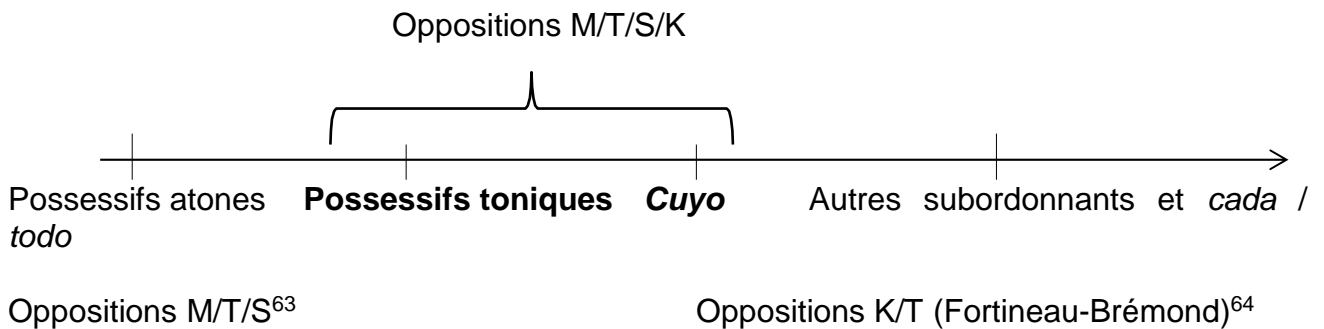 Oppositions M/T/S/K
Possessifs atones Possessifs toniques Cuyo Autres subordonnants et cada /
todo
Oppositions M/T/S63 Oppositions K/T (Fortineau-Brémond)64